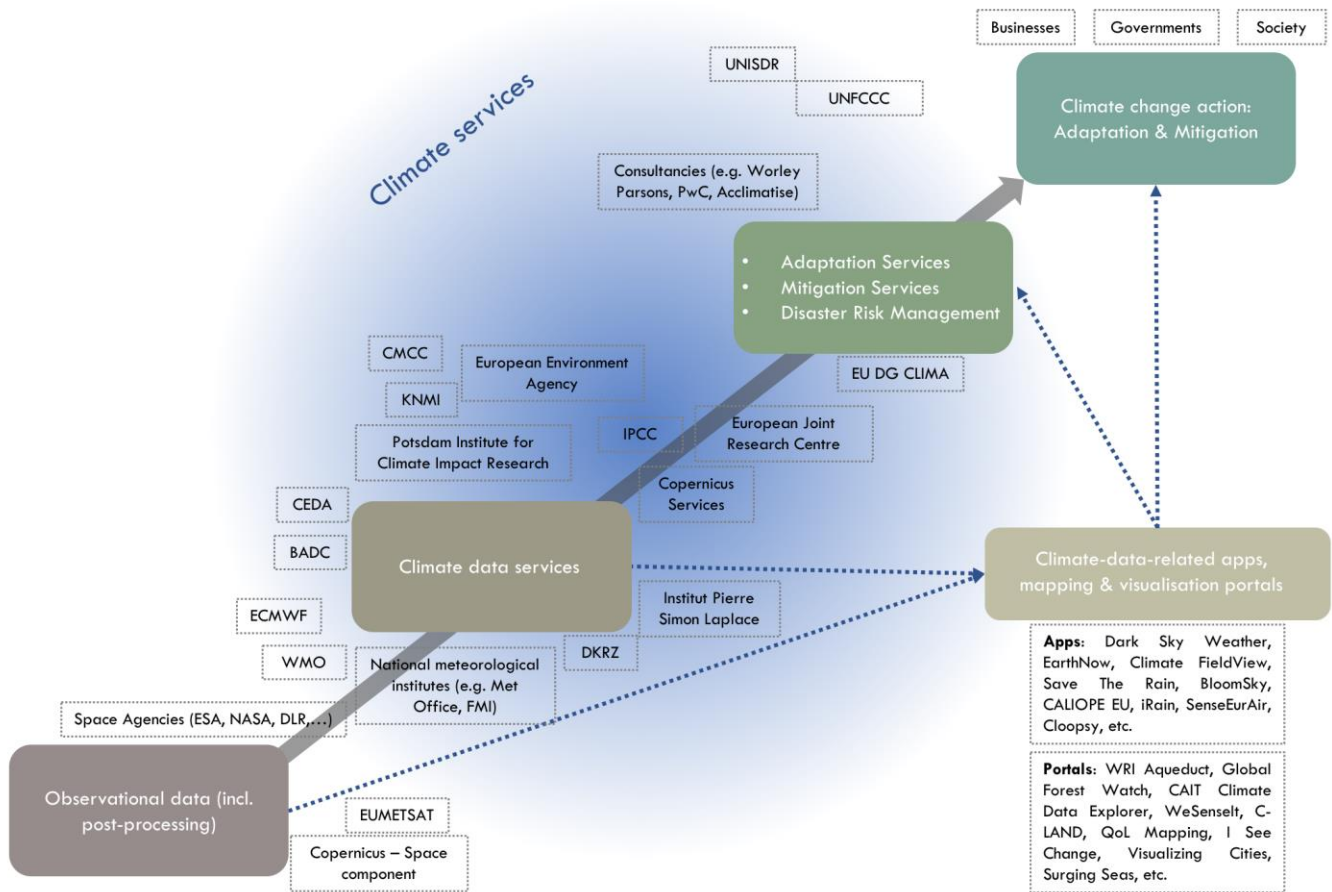 Businesses
Governments
Society
UNISDR
UNFCCC
Climate services
Climate change action:
Adaptation & Mitigation
Consultancies (e.g. Worley
Parsons, PwC, Acclimatise)
• Adaptation Services
• Mitigation Services
• Disaster Risk Management
CMCC
European Environment
Agency
EU DG CLIMA
KNMI
IPCC
European Joint
Research Centre
Potsdam Institute for
Climate Impact Research
Copernicus
Services
CEDA
BADC
Climate data services
Climate-data-related apps,
mapping & visualisation portals
Institut Pierre
Simon Laplace
ECMWF
DKRZ
WMO
National meteorological
institutes (e.g. Met
Office, FMI)
Apps: Dark Sky Weather,
EarthNow, Climate FieldView,
Save The Rain, BloomSky,
CALIOPE EU, iRain, SenseEurAir,
Cloopsy, etc.
Space Agencies (ESA, NASA, DLR,…)
Observational data (incl.
post-processing)
EUMETSAT
Copernicus – Space
component
Portals: WRI Aqueduct, Global
Forest Watch, CAIT Climate
Data Explorer, WeSenseIt, C-
LAND, QoL Mapping, I See
Change, Visualizing Cities,
Surging Seas, etc.